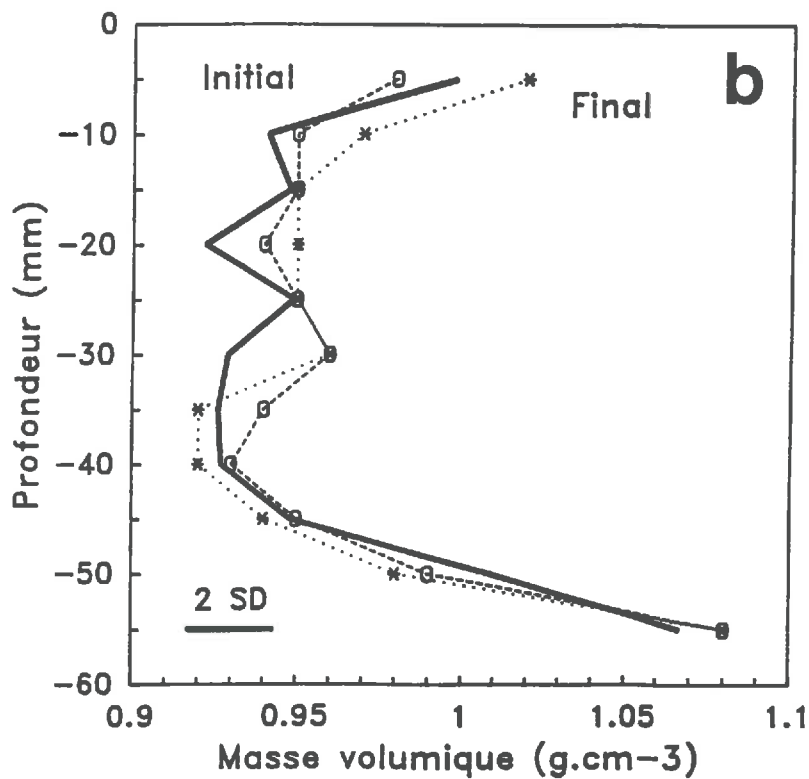 0
Initial
b
Final
-10
-20
-30
-40
-50
-60
Profondeur (mm)
2 SD
0.9
0.95
1
1.05
1.1
Masse volumique (g.cm-3)